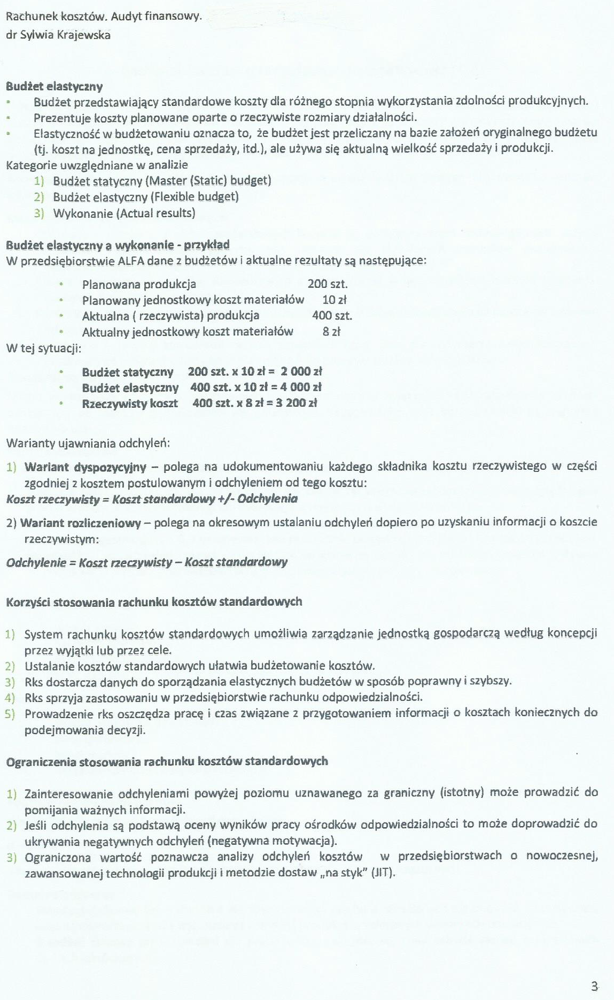 Rachunek kosztów. Audyt finansowy.
dr Sylwia Krajewska
Budżet elastyczny
• Budżet przedstawiający standardowe koszty dla różnego stopnia wykorzystania zdolności produkcyjnych.
• Prezentuje koszty planowane oparte o rzeczywiste rozmiary działalności.
• Elastyczność w budżetowaniu oznacza to, że budżet jest przeliczany na bazie założeń oryginalnego budżetu
(tj. koszt na jednostkę, cena sprzedaży, itd.), ale używa się aktualną wielkość sprzedaży i produkcji.
Kategorie uwzględniane w analizie
1) Budżet statyczny (Master (Static) budget)
2) Budżet elastyczny (Flexible budget)
3) Wykonanie (Actual results)
Budżet elastyczny a wykonanie - przykład
W przedsiębiorstwie ALFA dane z budżetów i aktualne rezultaty są następujące:
• Planowana produkcja 200 szt.
• Planowany jednostkowy koszt materiałów 10 zł
• Aktualna ( rzeczywista) produkcja 400 szt.
• Aktualny jednostkowy koszt materiałów 8 zł
W tej sytuacji:
• Budżet statyczny 200 szt. x 10 zł = 2 000 zł
• Budżet elastyczny 400 szt. x 10 zł = 4 000 zł
• Rzeczywisty koszt 400 szt. x 8 zł = 3 200 zł
Warianty ujawniania odchyleń:
1) Wariant dyspozycyjny – polega na udokumentowaniu każdego składnika kosztu rzeczywistego w części
zgodniej z kosztem postulowanym i odchyleniem od tego kosztu:
Koszt rzeczywisty = Koszt standardowy +/- Odchylenia
2) Wariant rozliczeniowy – polega na okresowym ustalaniu odchyleń dopiero po uzyskaniu informacji o koszcie
rzeczywistym:
Odchylenie = Koszt rzeczywisty – Koszt standardowy
Korzyści stosowania rachunku kosztów standardowych
1) System rachunku kosztów standardowych umożliwia zarządzanie jednostką gospodarczą według koncepcji
przez wyjątki lub przez cele.
2) Ustalanie kosztów standardowych ułatwia budżetowanie kosztów.
3) Rks dostarcza danych do sporządzania elastycznych budżetów w sposób poprawny i szybszy.
4) Rks sprzyja zastosowaniu w przedsiębiorstwie rachunku odpowiedzialności.
5) Prowadzenie rks oszczędza pracę i czas związane z przygotowaniem informacji o kosztach koniecznych do
podejmowania decyzji.
Ograniczenia stosowania rachunku kosztów standardowych
1) Zainteresowanie odchyleniami powyżej poziomu uznawanego za graniczny (istotny) może prowadzić do
pomijania ważnych informacji.
2) Jeśli odchylenia są podstawą oceny wyników pracy ośrodków odpowiedzialności to może doprowadzić do
ukrywania negatywnych odchyleń (negatywna motywacja).
3) Ograniczona wartość poznawcza analizy odchyleń kosztów w przedsiębiorstwach o nowoczesnej,
zawansowanej technologii produkcji i metodzie dostaw „na styk” (JIT).
3